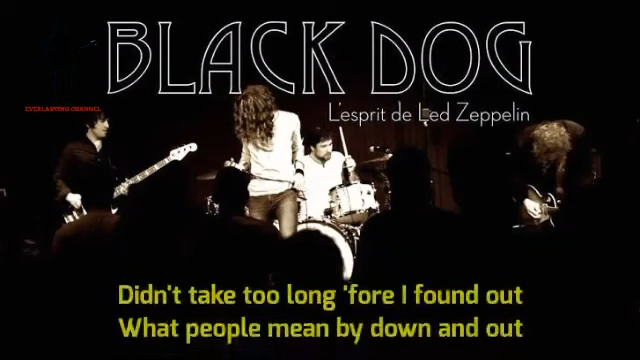 BLACK DOG
L'esprit de Led Zeppelin
EVERLASTING CHANNEL
Didn't take too long 'fore I found out
What people mean by down and out